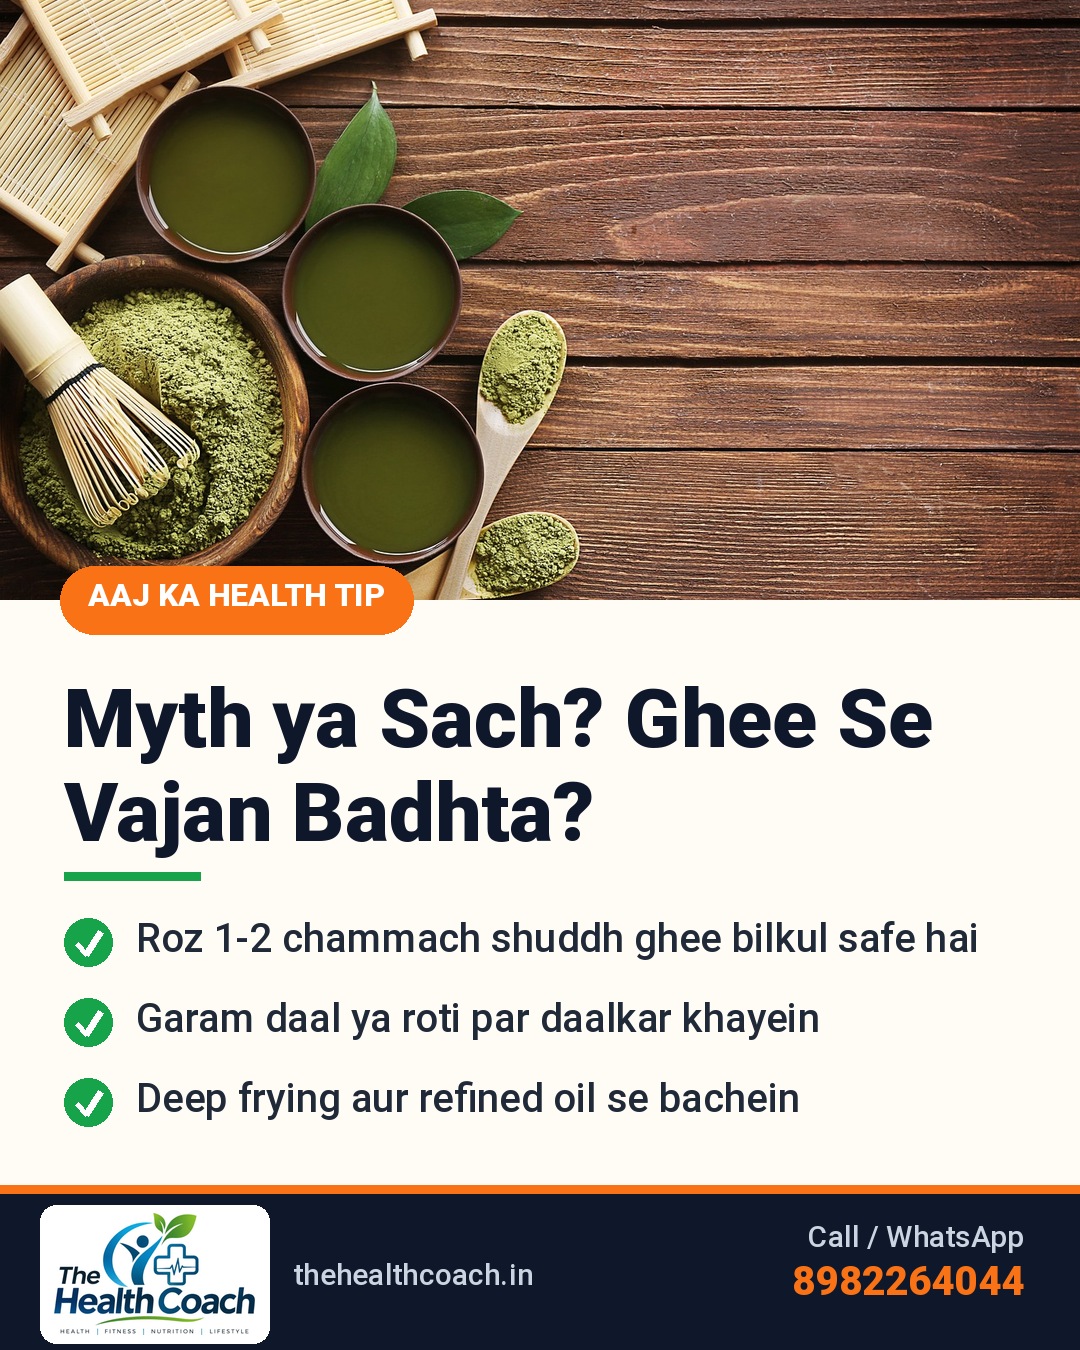 AAJ KA HEALTH TIP
Myth ya Sach? Ghee Se
Vajan Badhta?
Roz 1-2 chammach shuddh ghee bilkul safe hai
Garam daal ya roti par daalkar khayein
Deep frying aur refined oil se bachein
The
Health Coach
HEALTH | FITNESS | NUTRITION | LIFESTYLE
thehealthcoach.in
Call / WhatsApp
8982264044